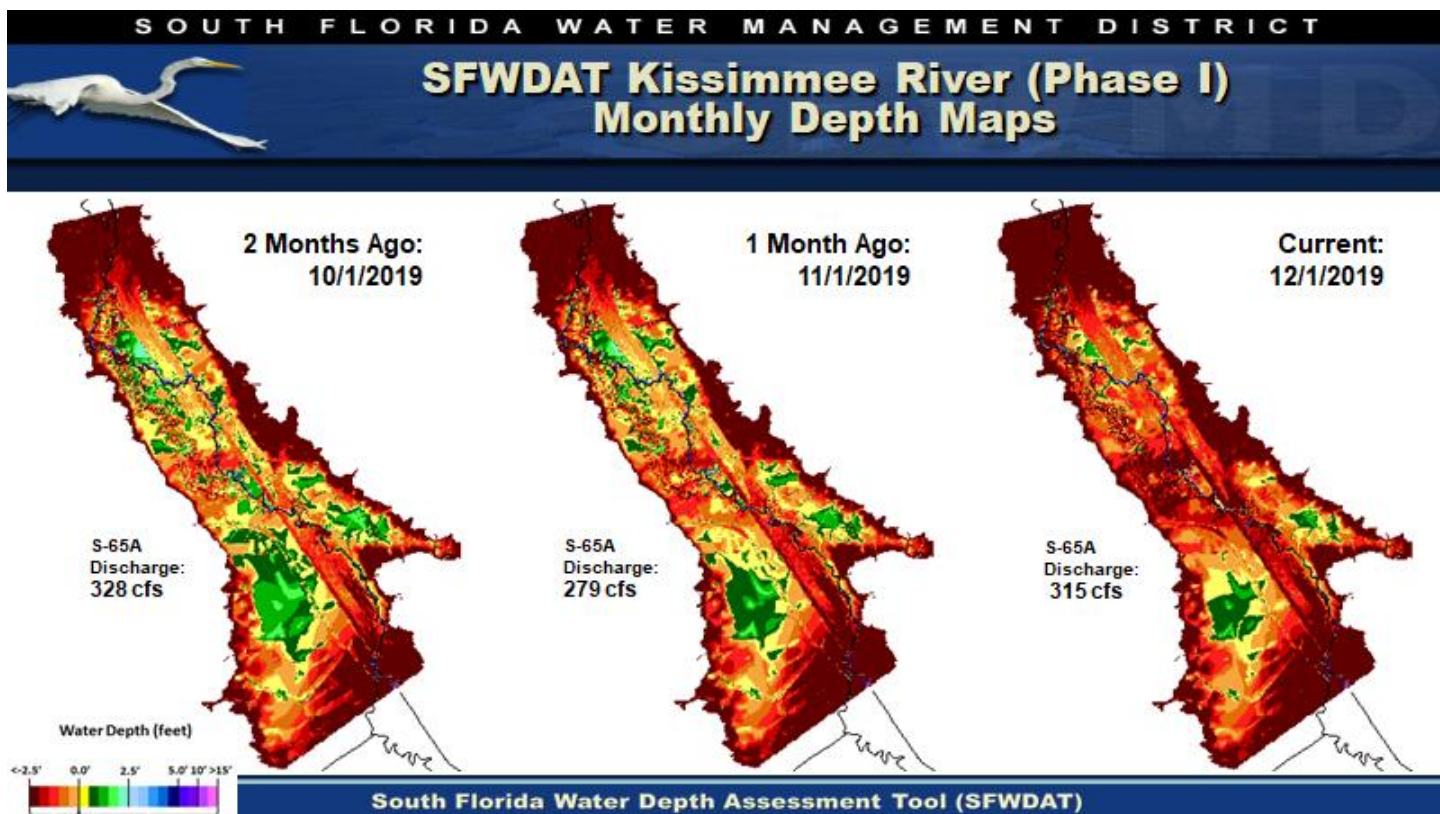 SOUTH FLORIDA WATER MANAGEMENT DISTRICT
SFWDAT Kissimmee River (Phase I)
Monthly Depth Maps
2 Months Ago:
10/1/2019
S-65A
Discharge:
328 cfs
1 Month Ago:
11/1/2019
S-65A
Discharge:
279 cfs
Current:
12/1/2019
S-65A
Discharge:
315 cfs
Water Depth (feet)
<-2.5' 0.0' 2.5' 5.0' 10' >15'
South Florida Water Depth Assessment Tool (SFWDAT)